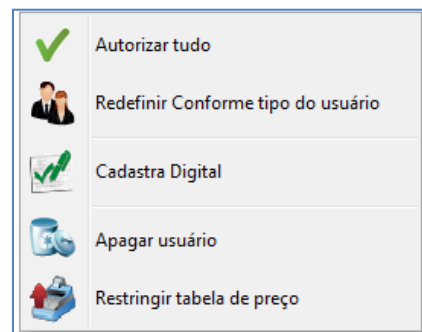 Autorizar tudo
Redefinir Conforme tipo do usuário
Cadastra Digital
Apagar usuário
Restringir tabela de preço